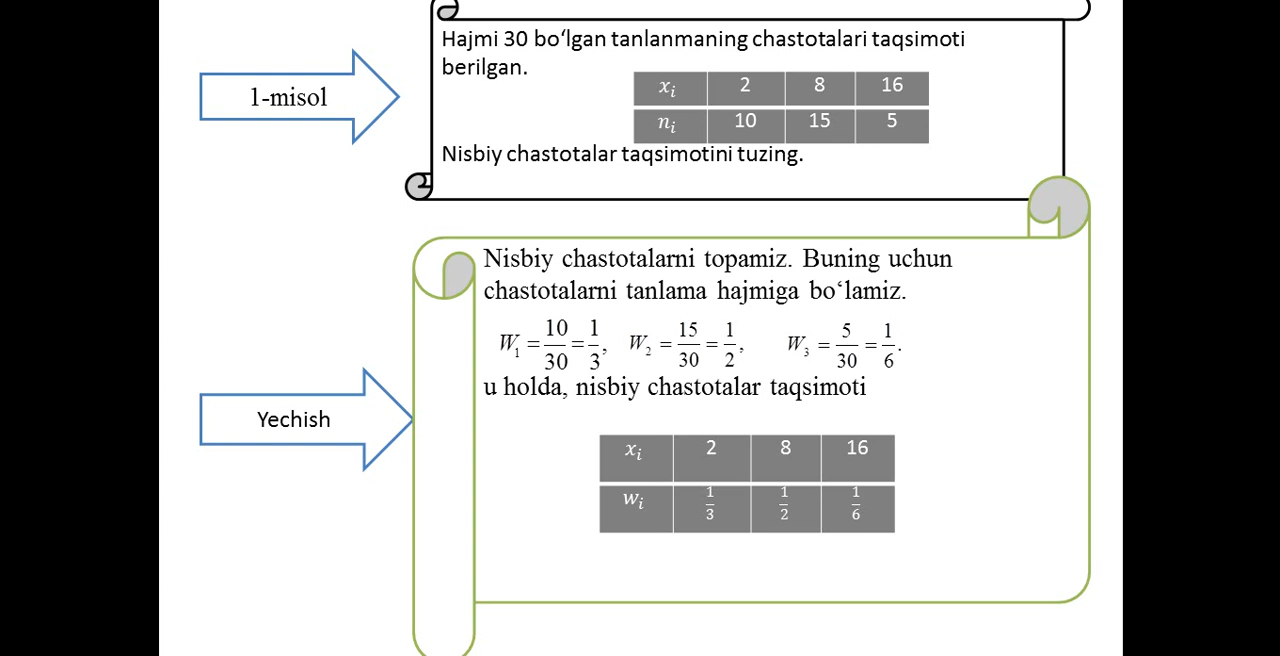 1-misol
Hajmi 30 bo‘lgan tanlanmaning chastotalari taqsimoti
berilgan.
xᵢ 2 8 16
nᵢ 10 15 5
Nisbiy chastotalar taqsimotini tuzing.
Yechish
Nisbiy chastotalarni topamiz. Buning uchun
chastotalarni tanlama hajmiga bo‘lamiz.
W₁ = 10/30 = 1/3, W₂ = 15/30 = 1/2, W₃ = 5/30 = 1/6.
u holda, nisbiy chastotalar taqsimoti
xᵢ 2 8 16
wᵢ 1/3 1/2 1/6